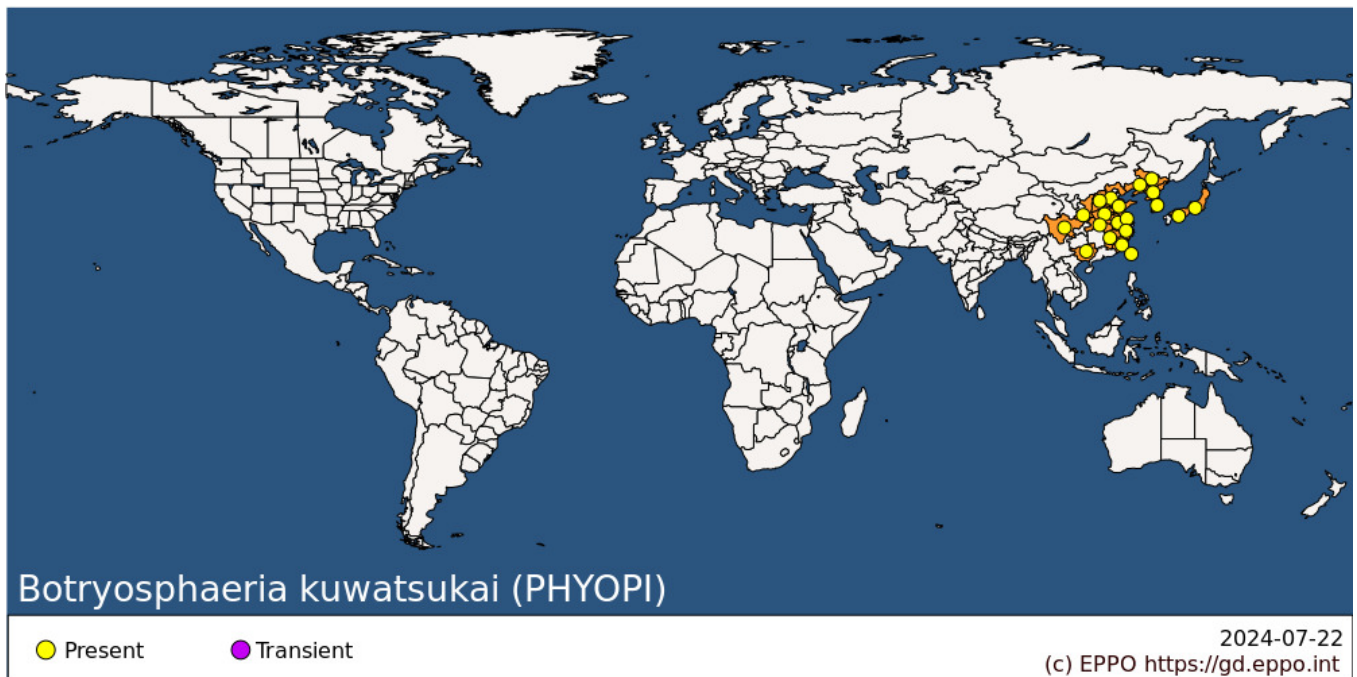 Botryosphaeria kuwatsukai (PHYOPI)
Present
Transient
2024-07-22
(c) EPPO https://gd.eppo.int